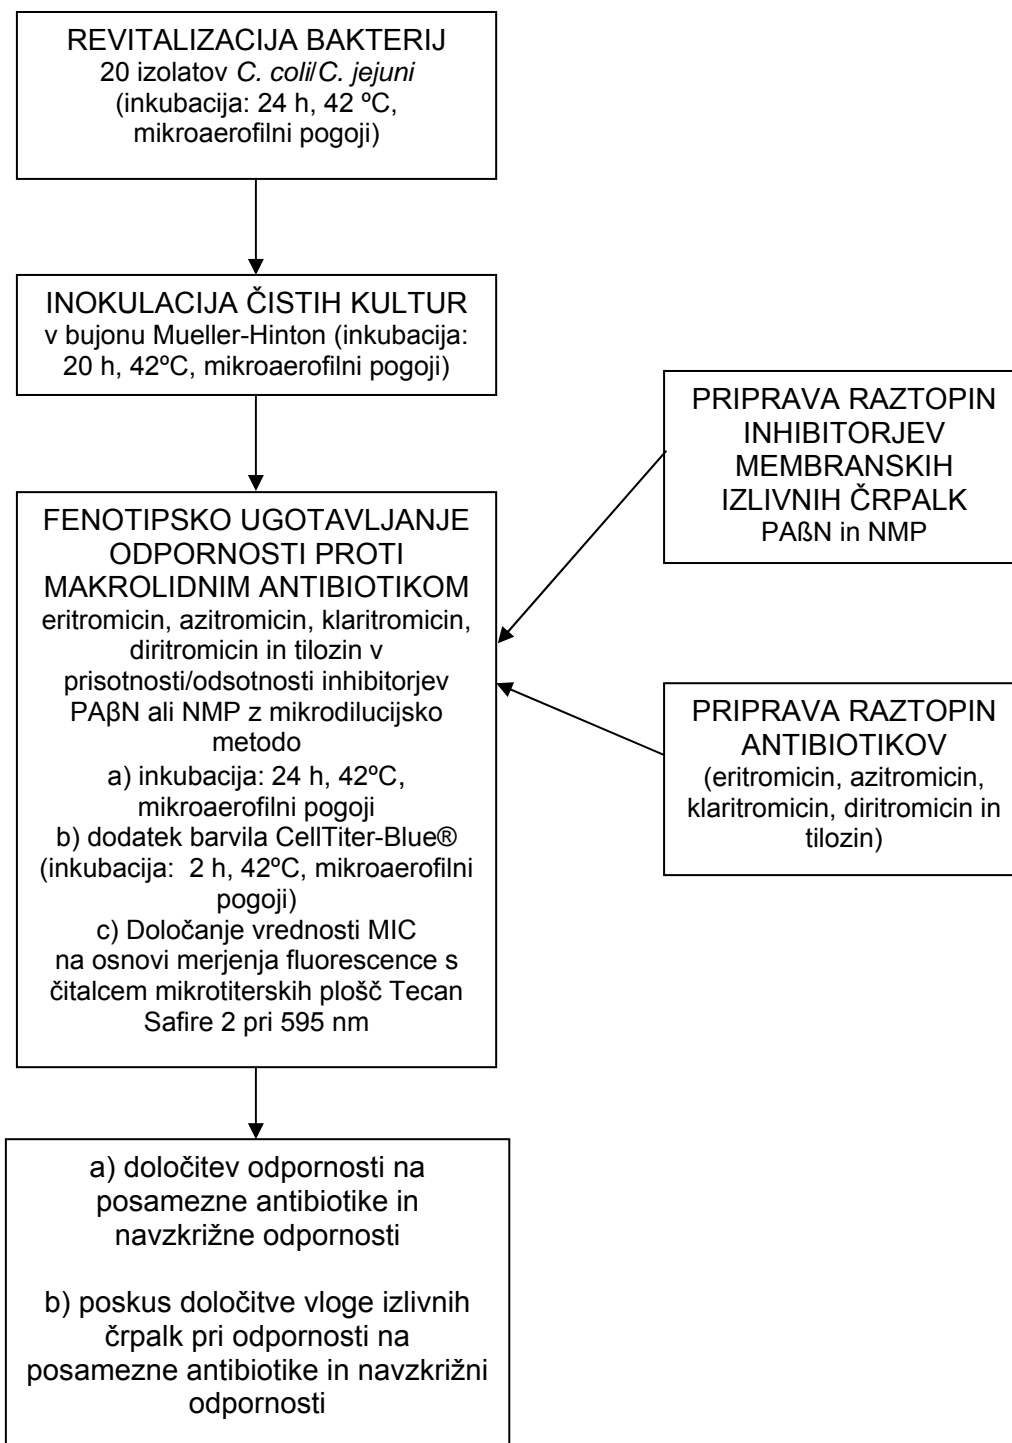 REVITALIZACIJA BAKTERIJ
20 izolatov C. coli/C. jejuni
(inkubacija: 24 h, 42 ºC,
mikroaerofilni pogoji)
INOKULACIJA ČISTIH KULTUR
v bujonu Mueller-Hinton (inkubacija:
20 h, 42ºC, mikroaerofilni pogoji)
PRIPRAVA RAZTOPIN
INHIBITORJEV
MEMBRANSKIH
IZLIVNIH ČRPALK
PAßN in NMP
FENOTIPSKO UGOTAVLJANJE
ODPORNOSTI PROTI
MAKROLIDNIM ANTIBIOTIKOM
eritromicin, azitromicin, klaritromicin,
diritromicin in tilozin v
prisotnosti/odsotnosti inhibitorjev
PAβN ali NMP z mikrodilucijsko
metodo
a) inkubacija: 24 h, 42ºC,
mikroaerofilni pogoji
b) dodatek barvila CellTiter-Blue®
(inkubacija: 2 h, 42ºC, mikroaerofilni
pogoji)
c) Določanje vrednosti MIC
na osnovi merjenja fluorescence s
čitalcem mikrotiterskih plošč Tecan
Safire 2 pri 595 nm
PRIPRAVA RAZTOPIN
ANTIBIOTIKOV
(eritromicin, azitromicin,
klaritromicin, diritromicin in
tilozin)
a) določitev odpornosti na
posamezne antibiotike in
navzkrižne odpornosti
b) poskus določitve vloge izlivnih
črpalk pri odpornosti na
posamezne antibiotike in navzkrižni
odpornosti